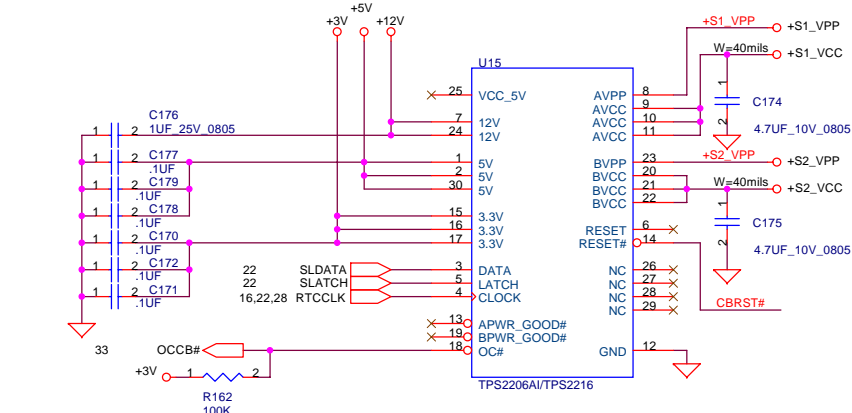 +5V
+3V +12V
+S1_VPP +S1_VPP
W=40mils +S1_VCC
U15
25 VCC_5V AVPP 8
AVCC 9
1 C174
C176 7 12V AVCC 10
1 2 1UF_25V_0805 24 12V AVCC 11
2 4.7UF_10V_0805
C177
1 2 .1UF 1 5V BVPP 23 +S2_VPP +S2_VPP
C179 2 5V BVCC 20
1 2 .1UF 30 5V BVCC 21 W=40mils +S2_VCC
C178 BVCC 22
1 2 .1UF 15 3.3V
1 C175
C170 16 3.3V RESET 6
1 2 .1UF 17 3.3V RESET# 14
2 4.7UF_10V_0805
C172
1 2 .1UF 22 SLDATA 3 DATA NC 26
22 SLATCH 5 LATCH NC 27
C171
1 2 .1UF 16,22,28 RTCCLK 4 CLOCK NC 28
NC 29 CBRST#
13 APWR_GOOD#
19 BPWR_GOOD#
33 OCCB# 18 OC# GND 12
+3V 1 2
TPS2206AI/TPS2216
R162
100K